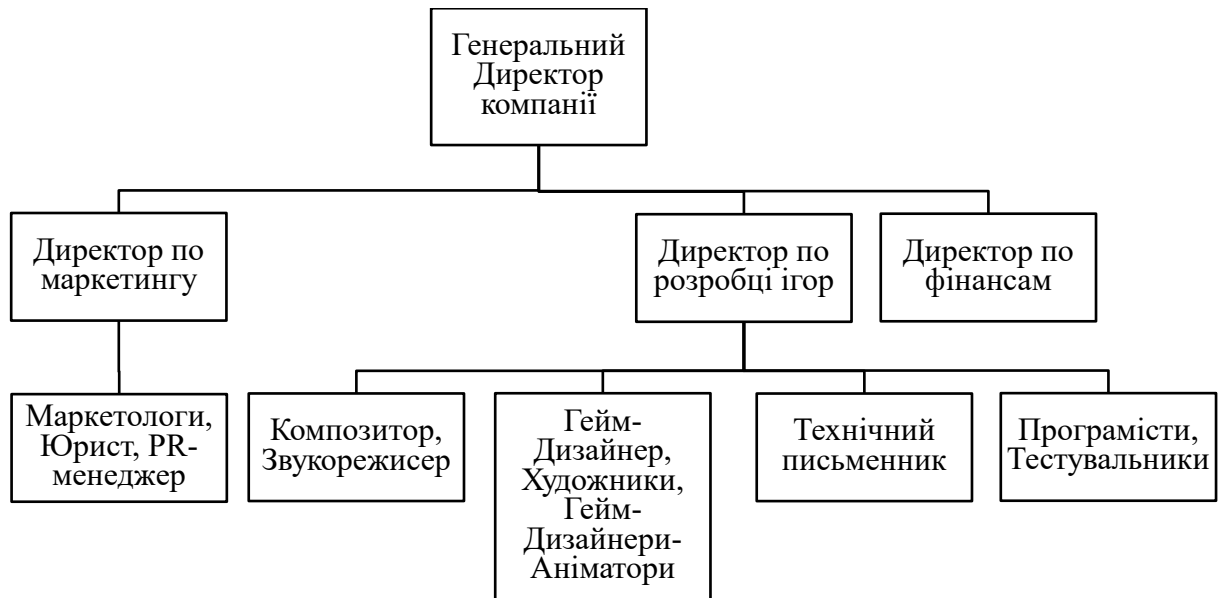 Генеральний
Директор
компанії
Директор по
маркетингу
Директор по
розробці ігор
Директор по
фінансам
Маркетологи,
Юрист, PR-
менеджер
Композитор,
Звукорежисер
Гейм-
Дизайнер,
Художники,
Гейм-
Дизайнери-
Аніматори
Технічний
письменник
Програмісти,
Тестувальники